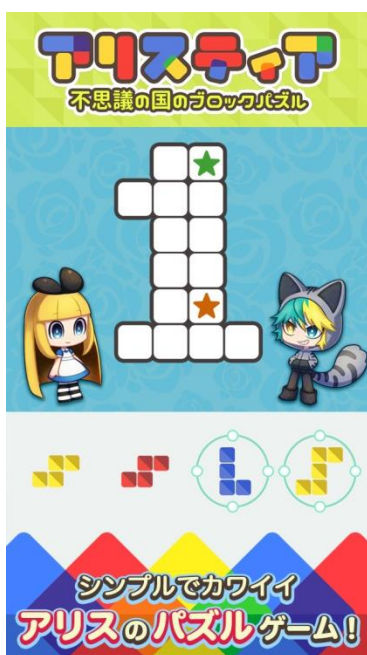 アリスティア
不思議の国のブロックパズル
シンプルでカワイイ
アリスのパズルゲーム！